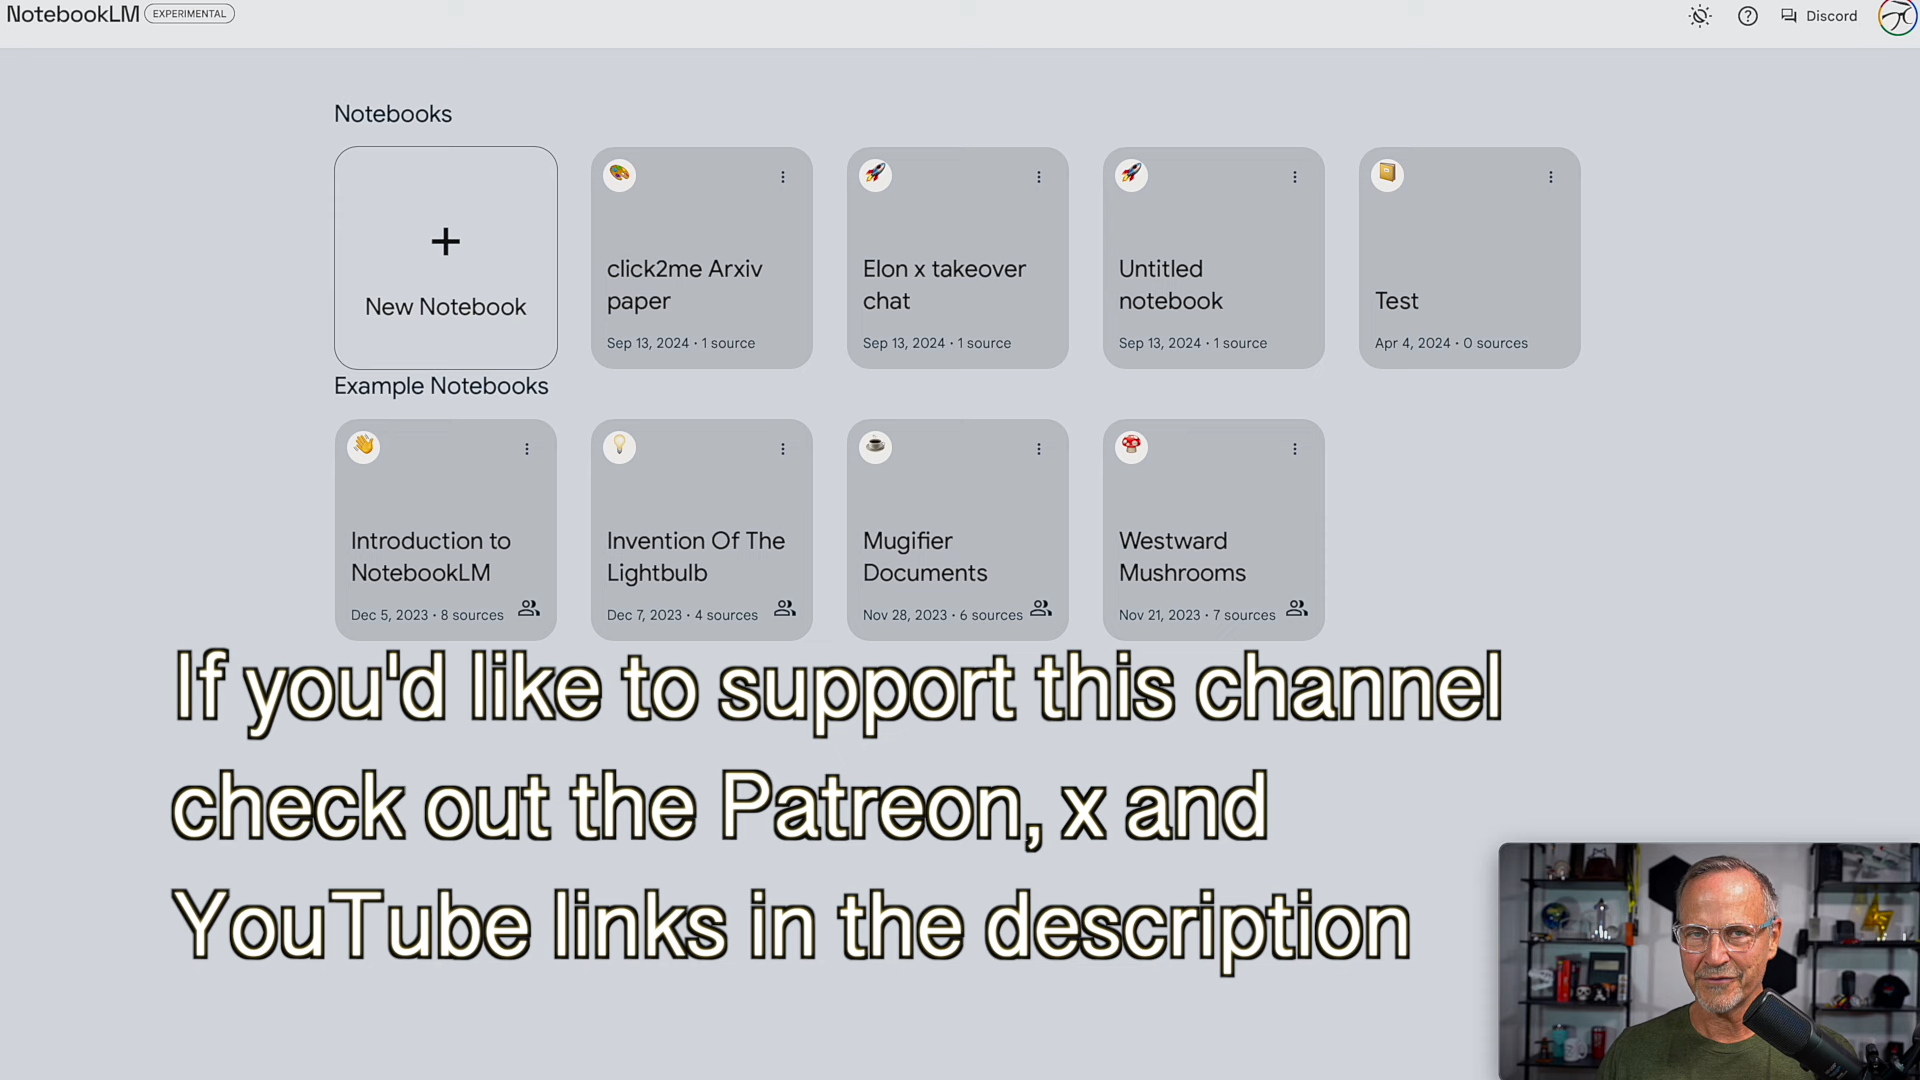 NotebookLM EXPERIMENTAL
Discord
Notebooks
New Notebook
click2me Arxiv
paper
Sep 13, 2024 • 1 source
Elon x takeover
chat
Sep 13, 2024 • 1 source
Untitled
notebook
Sep 13, 2024 • 1 source
Test
Apr 4, 2024 • 0 sources
Example Notebooks
Introduction to
NotebookLM
Dec 5, 2023 • 8 sources
Invention Of The
Lightbulb
Dec 7, 2023 • 4 sources
Mugifier
Documents
Nov 28, 2023 • 6 sources
Westward
Mushrooms
Nov 21, 2023 • 7 sources
If you'd like to support this channel
check out the Patreon, x and
YouTube links in the description